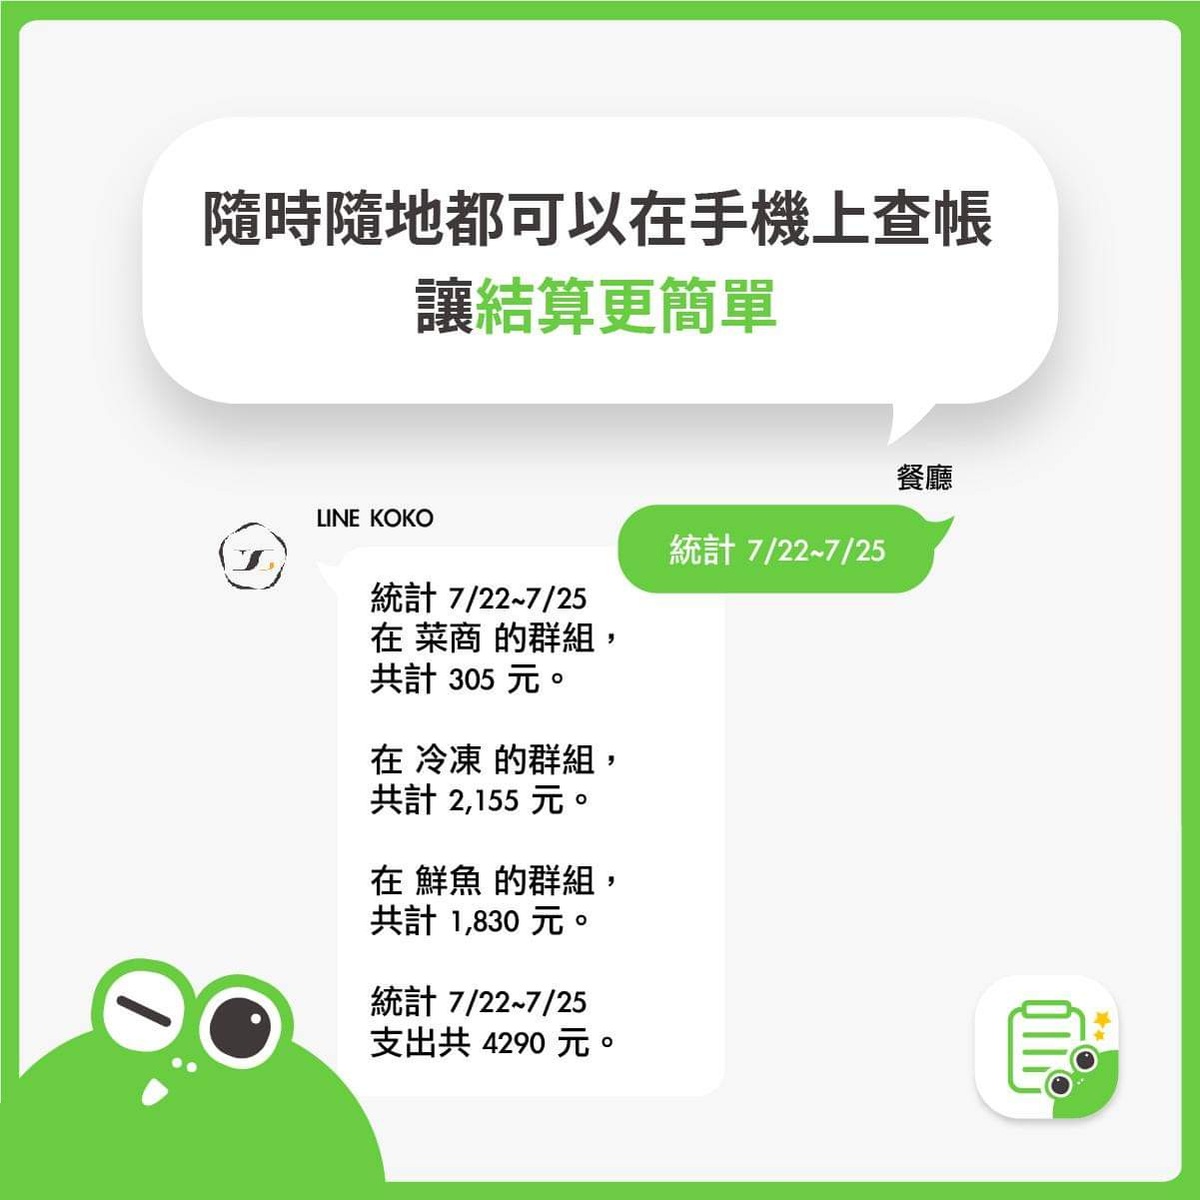 隨時隨地都可以在手機上查帳
讓結算更簡單
餐廳
統計 7/22~7/25
LINE KOKO
統計 7/22~7/25
在 菜商 的群組，
共計 305 元。
在 冷凍 的群組，
共計 2,155 元。
在 鮮魚 的群組，
共計 1,830 元。
統計 7/22~7/25
支出共 4290 元。